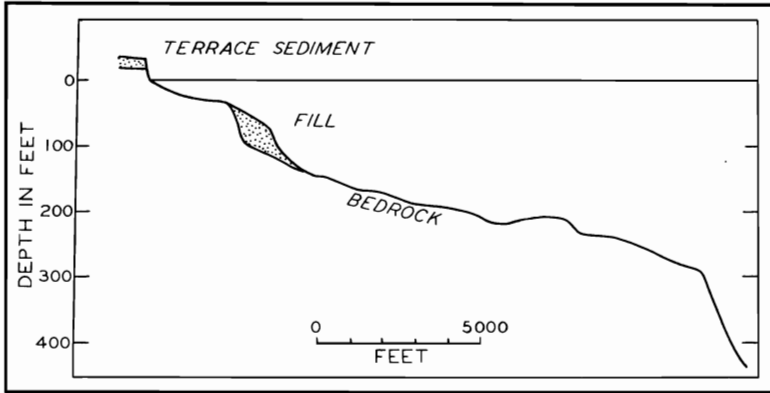 TERRACE SEDIMENT
0
FILL
100
BEDROCK
200
300
400
DEPTH IN FEET
0 5000
FEET